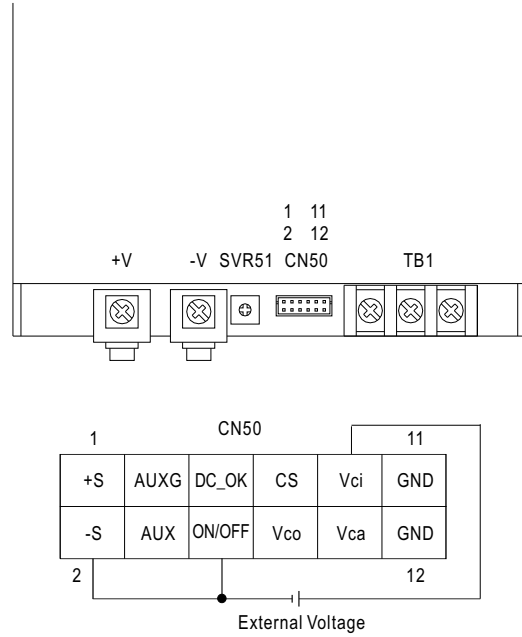 1 11
2 12
+V -V SVR51 CN50 TB1
CN50
1 11
+S AUXG DC_OK CS Vci GND
-S AUX ON/OFF Vco Vca GND
2 12
External Voltage